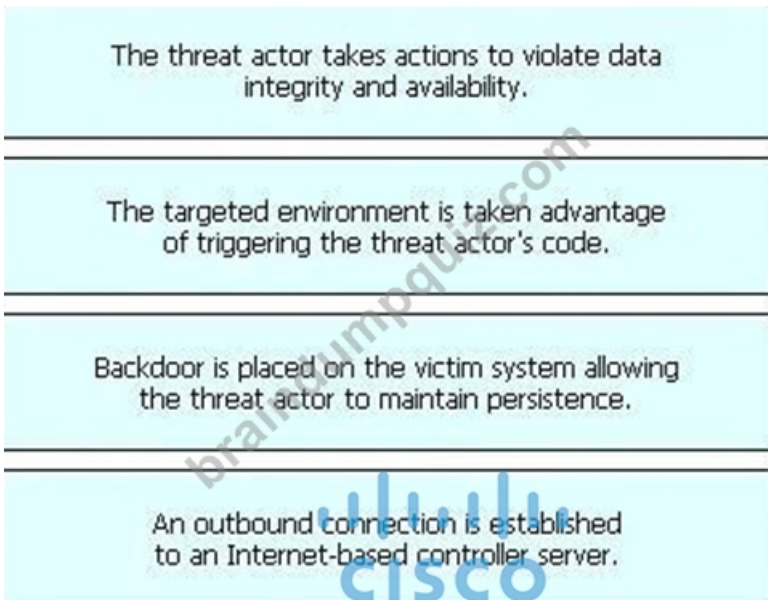 The threat actor takes actions to violate data
integrity and availability.
The targeted environment is taken advantage
of triggering the threat actor's code.
Backdoor is placed on the victim system allowing
the threat actor to maintain persistence.
An outbound connection is established
to an Internet-based controller server.
braindumpquiz.com
cisco